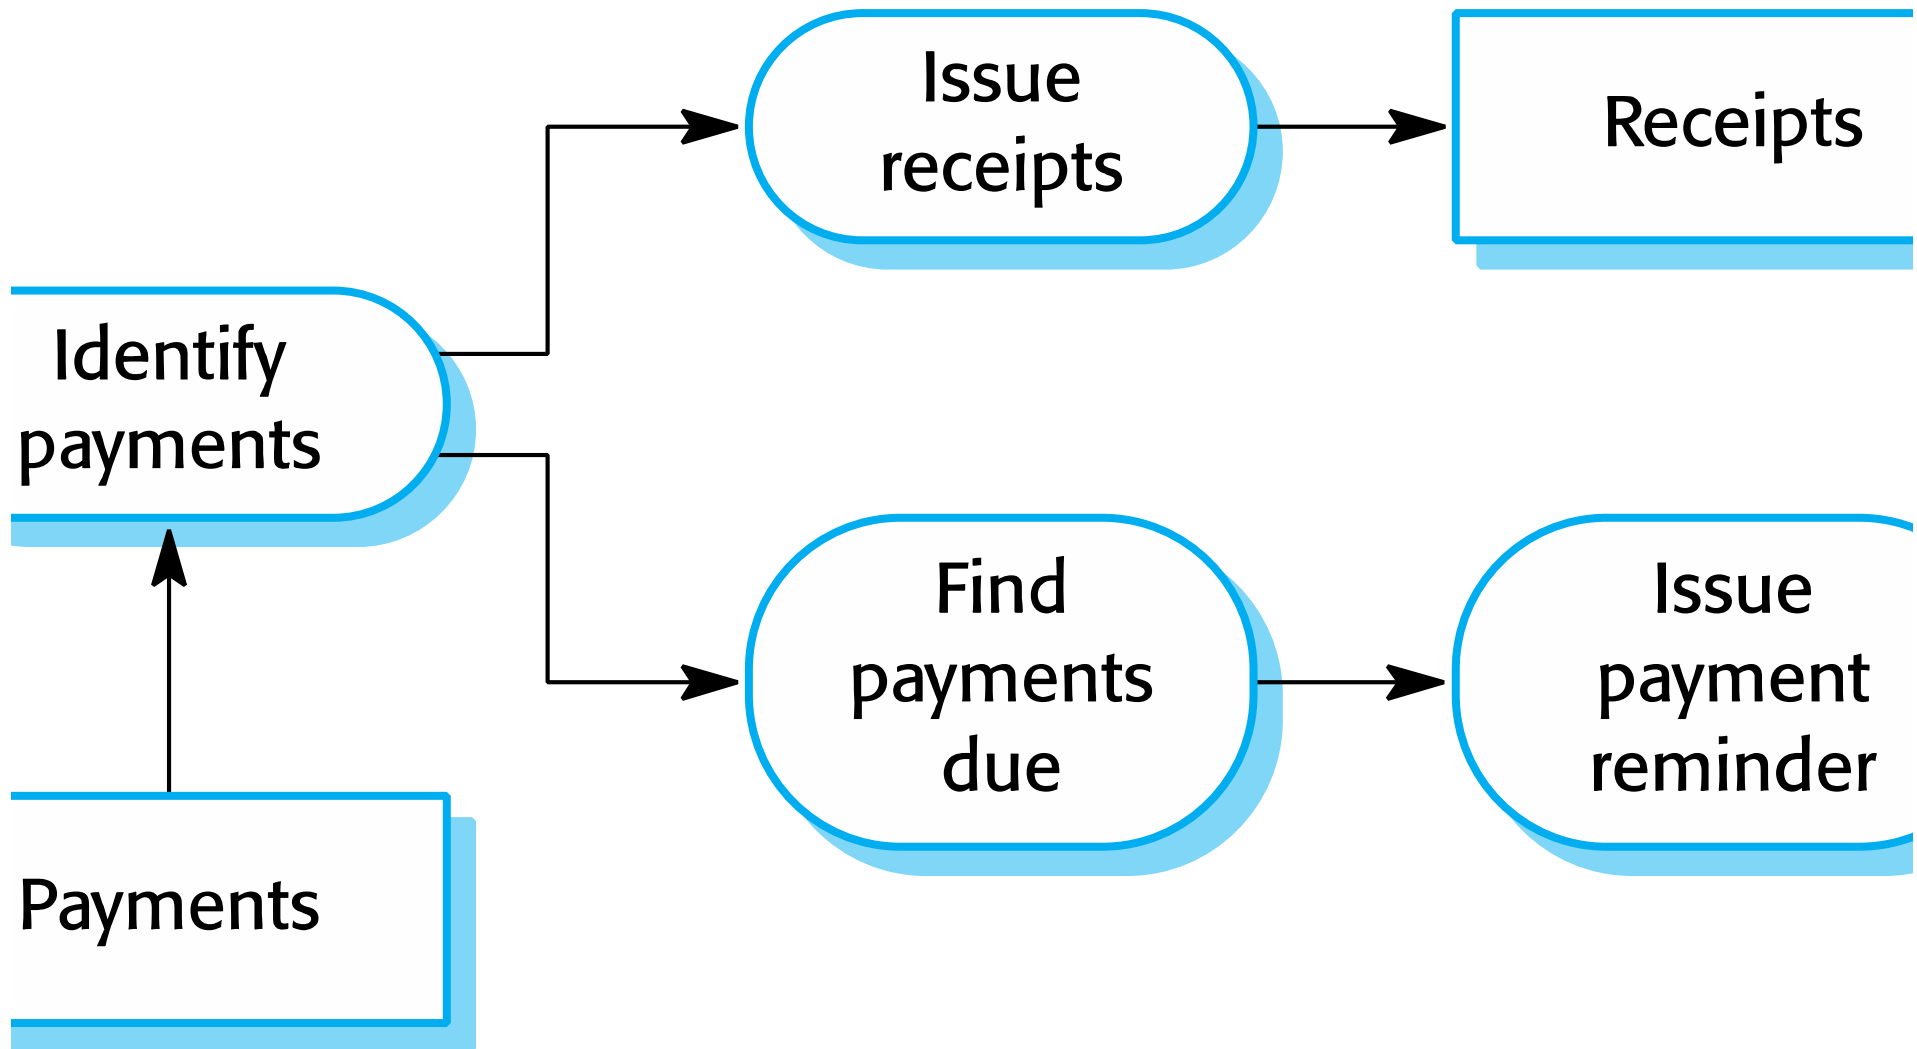 Issue
receipts
Receipts
Identify
payments
Find
payments
due
Issue
payment
reminder
Payments